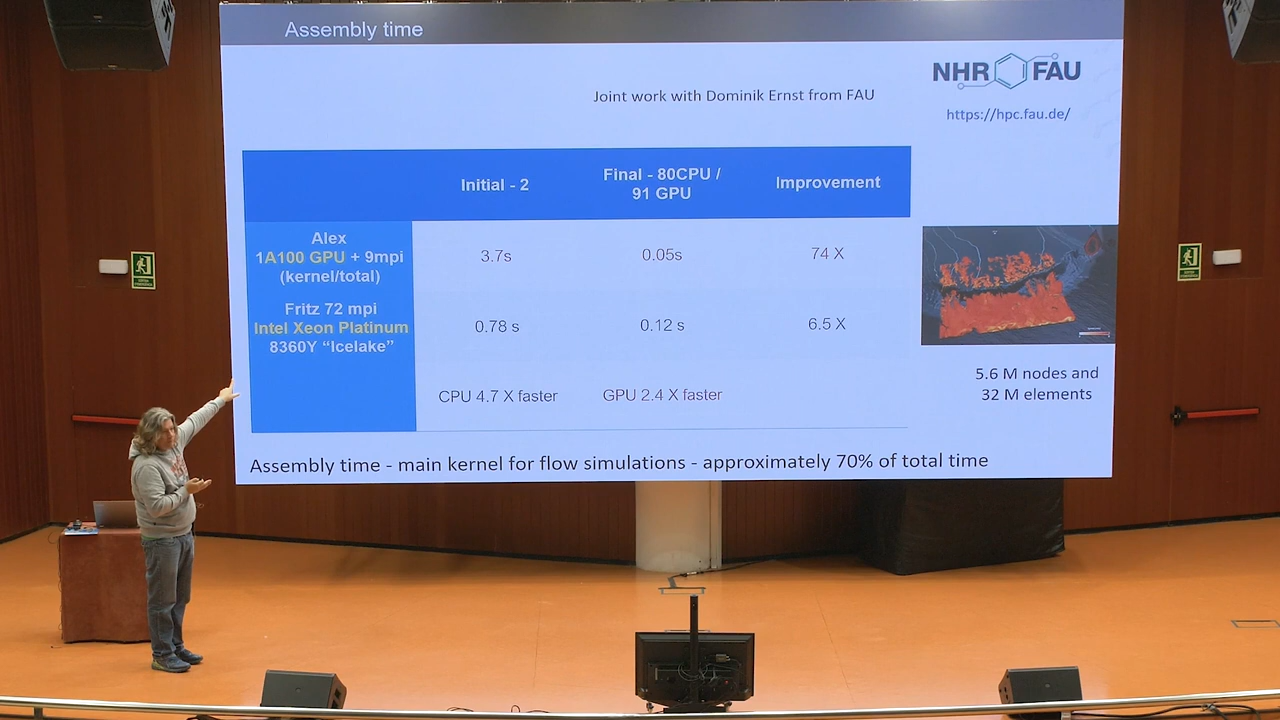 Assembly time
NHR FAU
Joint work with Dominik Ernst from FAU
https://hpc.fau.de/
Initial - 2
Final - 80CPU /
91 GPU
Improvement
Alex
1A100 GPU + 9mpi
(kernel/total)
3.7s
0.05s
74 X
Fritz 72 mpi
Intel Xeon Platinum
8360Y “Icelake”
0.78 s
0.12 s
6.5 X
CPU 4.7 X faster
GPU 2.4 X faster
5.6 M nodes and
32 M elements
Assembly time - main kernel for flow simulations - approximately 70% of total time